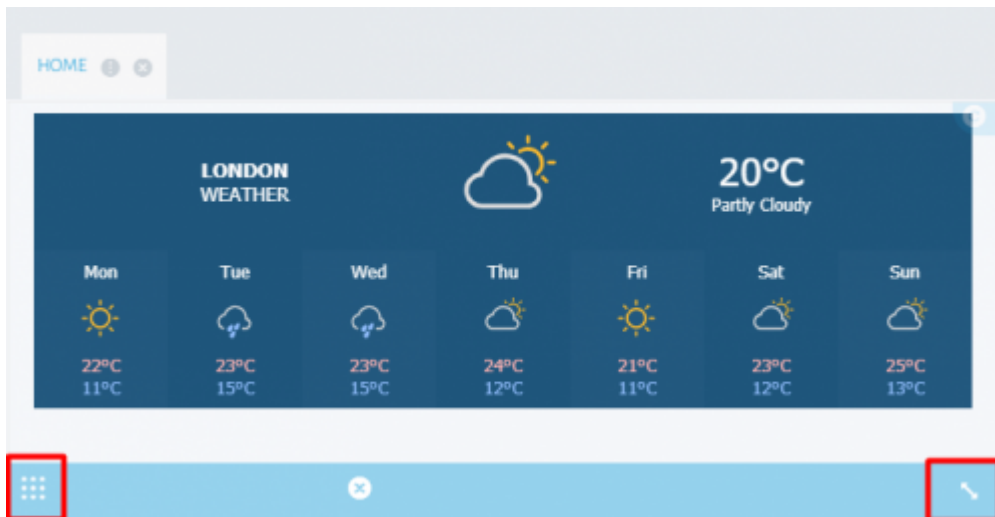 HOME
LONDON
WEATHER
20°C
Partly Cloudy
Mon Tue Wed Thu Fri Sat Sun
22°C 23°C 23°C 24°C 21°C 23°C 25°C
11°C 15°C 15°C 12°C 11°C 12°C 13°C